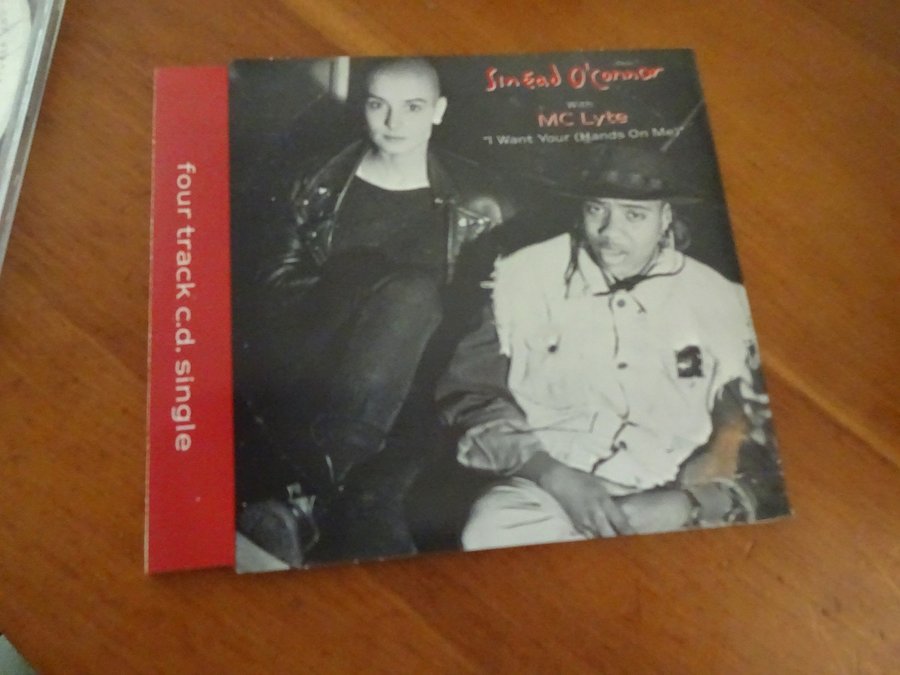 four track c.d. single
Sinéad O'Connor
With
MC Lyte
"I Want Your (Hands On Me)"